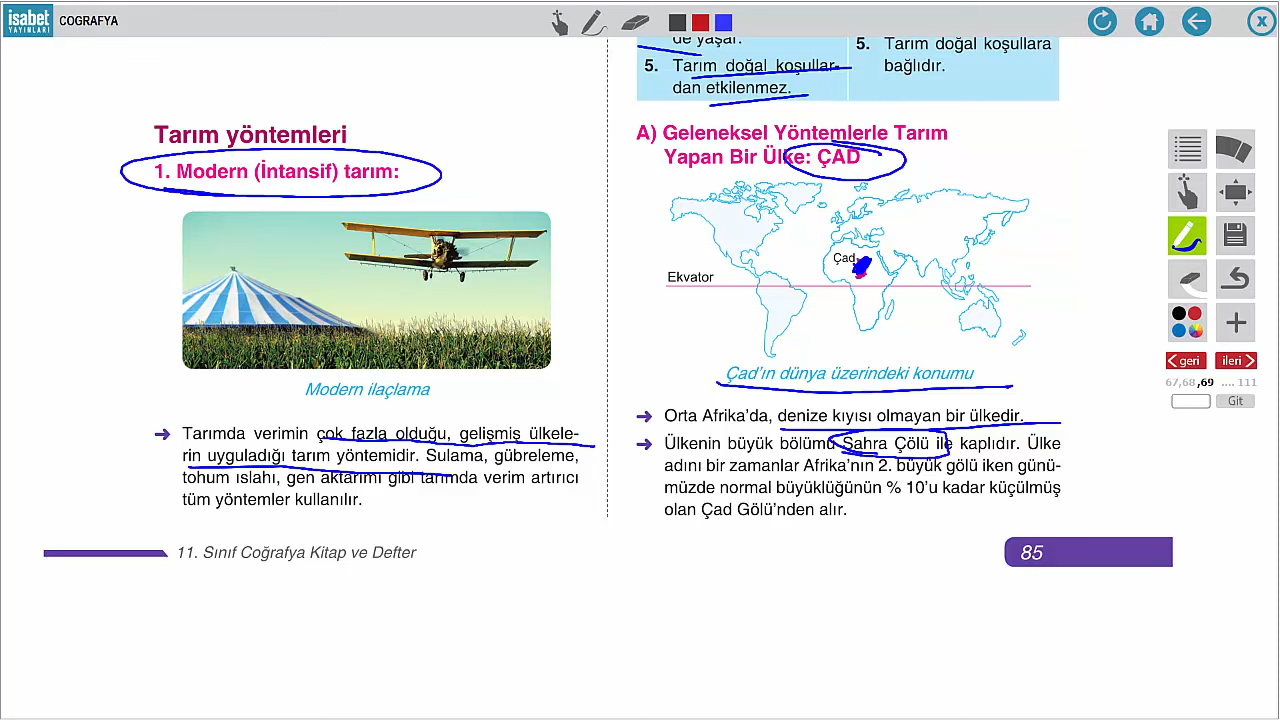 isabet
YAYINLARI
COGRAFYA
Tarım yöntemleri
1. Modern (İntansif) tarım:
Modern ilaçlama
Tarımda verimin çok fazla olduğu, gelişmiş ülkele-
rin uyguladığı tarım yöntemidir. Sulama, gübreleme,
tohum ıslahı, gen aktarımı gibi tarımda verim artırıcı
tüm yöntemler kullanılır.
11. Sınıf Coğrafya Kitap ve Defter
de yaşar.
5. Tarım doğal koşullar-
dan etkilenmez.
5. Tarım doğal koşullara
bağlıdır.
A) Geleneksel Yöntemlerle Tarım
Yapan Bir Ülke: ÇAD
Çad
Ekvator
Çad'ın dünya üzerindeki konumu
Orta Afrika'da, denize kıyısı olmayan bir ülkedir.
Ülkenin büyük bölümü Sahra Çölü ile kaplıdır. Ülke
adını bir zamanlar Afrika'nın 2. büyük gölü iken günü-
müzde normal büyüklüğünün % 10'u kadar küçülmüş
olan Çad Gölü'nden alır.
85
geri
ileri
67,68,69 .... 111
Git